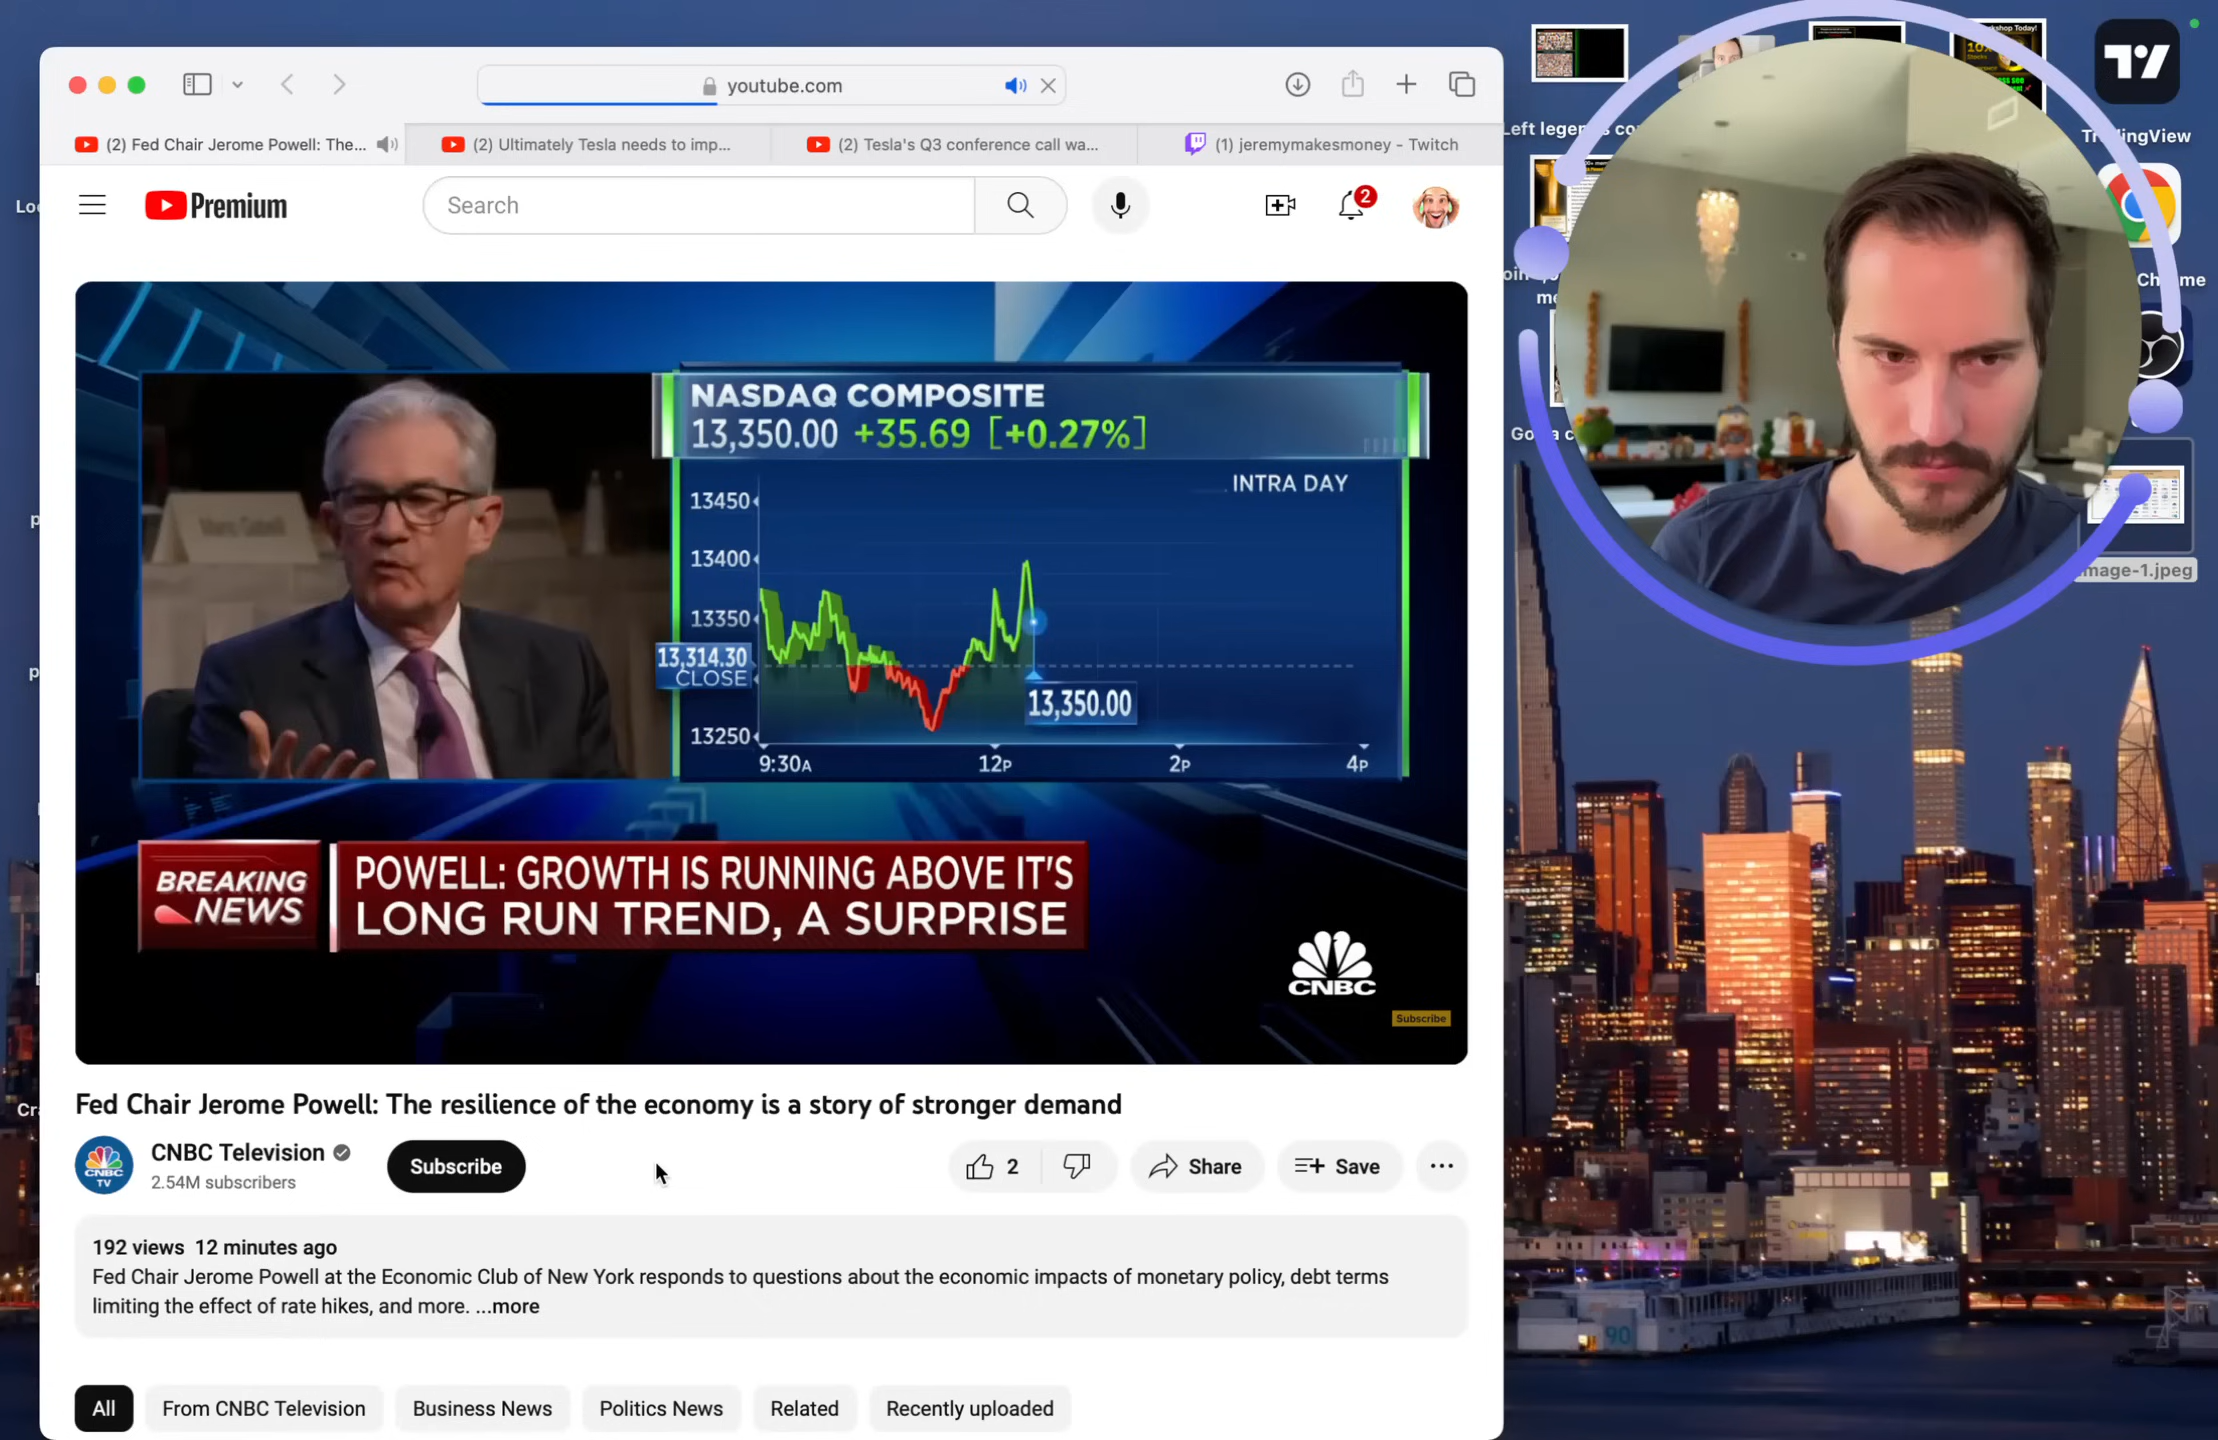 youtube.com
(2) Fed Chair Jerome Powell: The...
(2) Ultimately Tesla needs to imp...
(2) Tesla's Q3 conference call wa...
(1) jeremymakesmoney - Twitch
Premium
Search
2
NASDAQ COMPOSITE
13,350.00 +35.69 [+0.27%]
INTRA DAY
13450
13400
13350
13,314.30
CLOSE
13250
13,350.00
9:30A
12P
2P
4P
BREAKING
NEWS
POWELL: GROWTH IS RUNNING ABOVE IT'S
LONG RUN TREND, A SURPRISE
CNBC
Subscribe
Fed Chair Jerome Powell: The resilience of the economy is a story of stronger demand
CNBC
TV
CNBC Television
2.54M subscribers
Subscribe
2
Share
Save
192 views 12 minutes ago
Fed Chair Jerome Powell at the Economic Club of New York responds to questions about the economic impacts of monetary policy, debt terms
limiting the effect of rate hikes, and more. ...more
All
From CNBC Television
Business News
Politics News
Related
Recently uploaded
TradingView
mage-1.jpeg
90